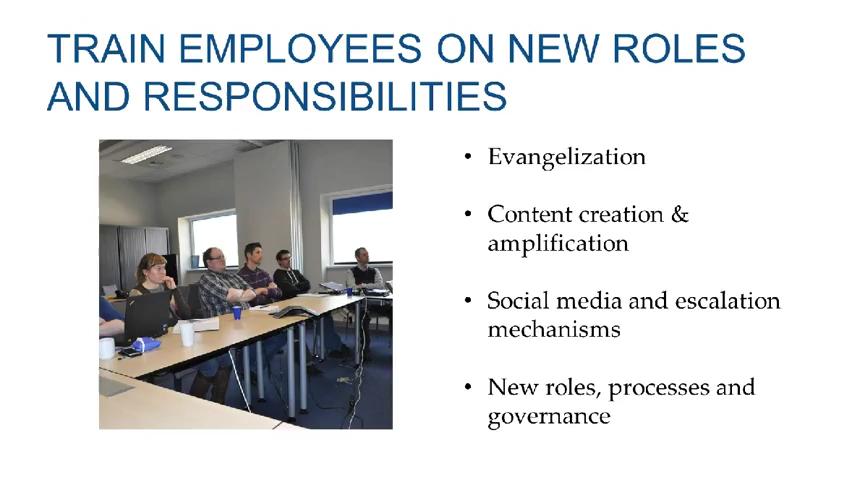 TRAIN EMPLOYEES ON NEW ROLES
AND RESPONSIBILITIES
• Evangelization
• Content creation &
amplification
• Social media and escalation
mechanisms
• New roles, processes and
governance